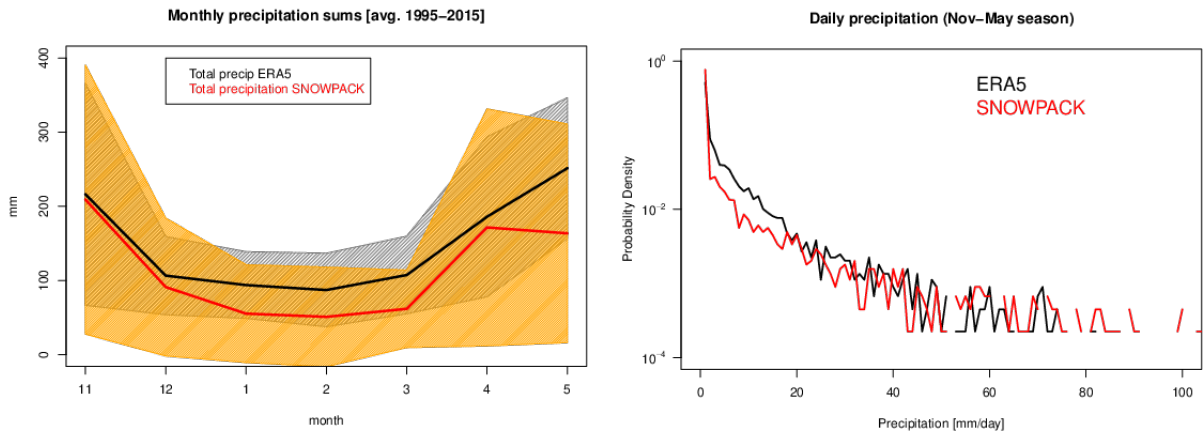 Monthly precipitation sums [avg. 1995−2015]
Total precip ERA5
Total precipitation SNOWPACK
mm
400
300
200
100
0
11 12 1 2 3 4 5
month
Daily precipitation (Nov−May season)
ERA5
SNOWPACK
Probability Density
10^0
10^−2
10^−4
0 20 40 60 80 100
Precipitation [mm/day]